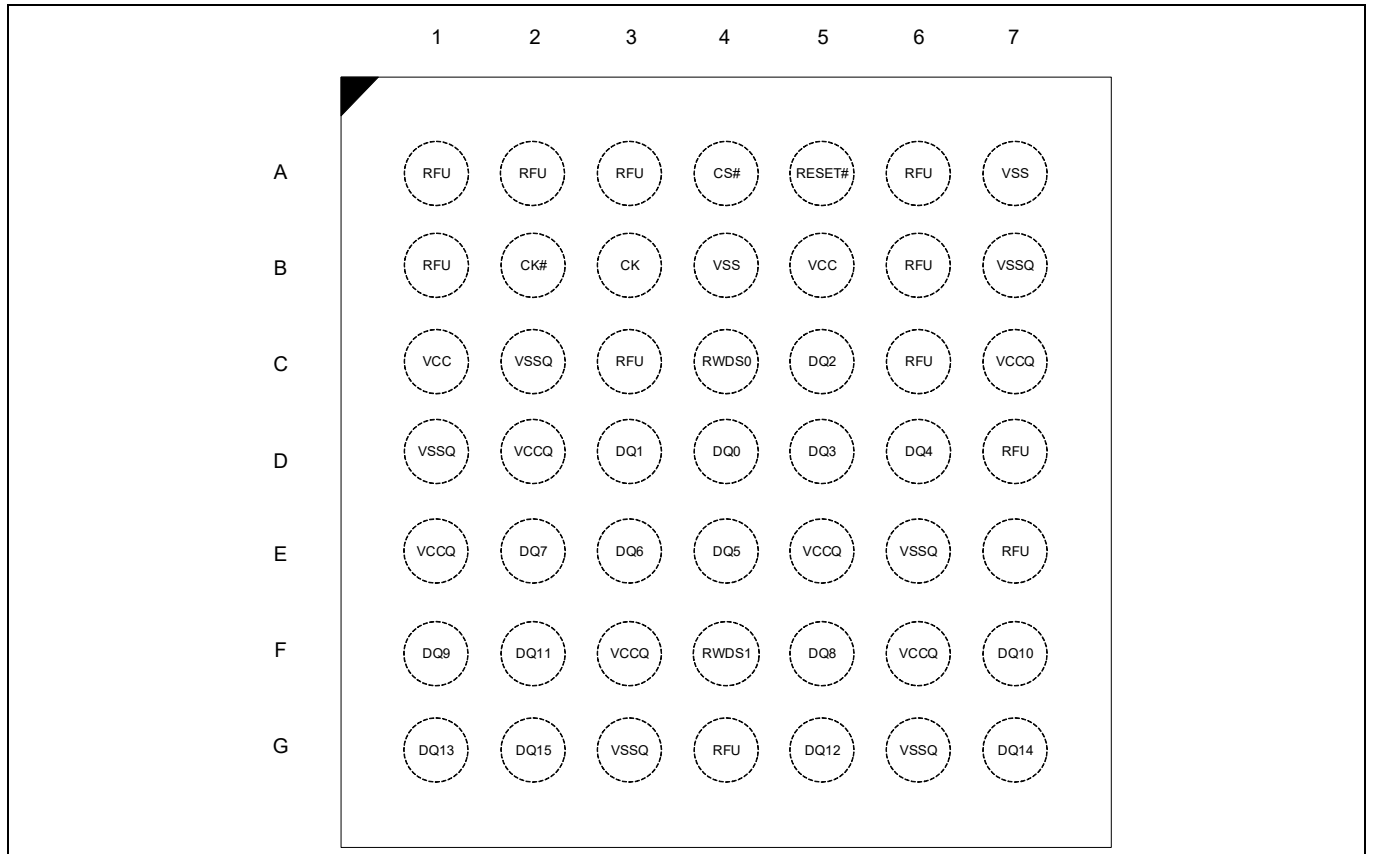 1 2 3 4 5 6 7
A RFU RFU RFU CS# RESET# RFU VSS
B RFU CK# CK VSS VCC RFU VSSQ
C VCC VSSQ RFU RWDS0 DQ2 RFU VCCQ
D VSSQ VCCQ DQ1 DQ0 DQ3 DQ4 RFU
E VCCQ DQ7 DQ6 DQ5 VCCQ VSSQ RFU
F DQ9 DQ11 VCCQ RWDS1 DQ8 VCCQ DQ10
G DQ13 DQ15 VSSQ RFU DQ12 VSSQ DQ14